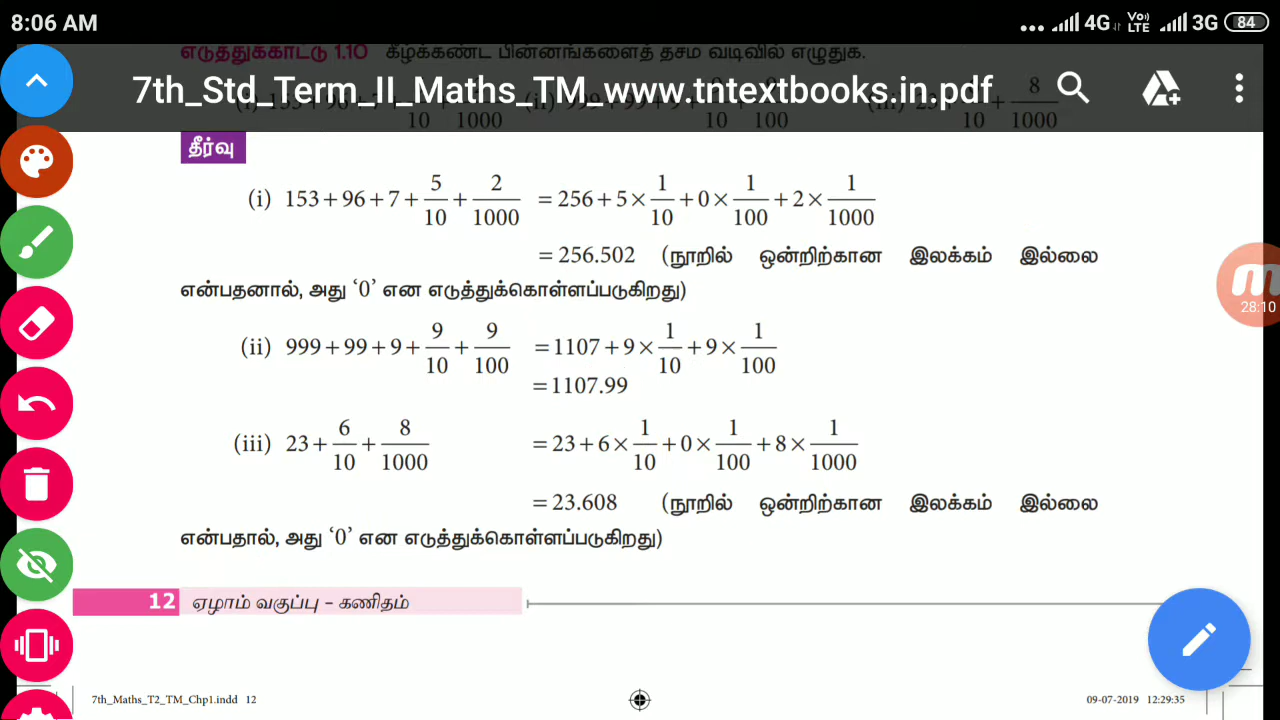 8:06 AM
4G VoLTE 3G 84
எடுத்துக்காட்டு 1.10 கீழ்க்கண்ட பின்னங்களைத் தசம வடிவில் எழுதுக.
7th_Std_Term_II_Maths_TM_www.tntextbooks.in.pdf
தீர்வு
(i) 153 + 96 + 7 + 5/10 + 2/1000 = 256 + 5 × 1/10 + 0 × 1/100 + 2 × 1/1000
= 256.502 (நூறில் ஒன்றிற்கான இலக்கம் இல்லை
என்பதனால், அது ‘0’ என எடுத்துக்கொள்ளப்படுகிறது)
(ii) 999 + 99 + 9 + 9/10 + 9/100 = 1107 + 9 × 1/10 + 9 × 1/100
= 1107.99
(iii) 23 + 6/10 + 8/1000 = 23 + 6 × 1/10 + 0 × 1/100 + 8 × 1/1000
= 23.608 (நூறில் ஒன்றிற்கான இலக்கம் இல்லை
என்பதால், அது ‘0’ என எடுத்துக்கொள்ளப்படுகிறது)
28:10
12 ஏழாம் வகுப்பு – கணிதம்
7th_Maths_T2_TM_Chp1.indd 12
09-07-2019 12:29:35